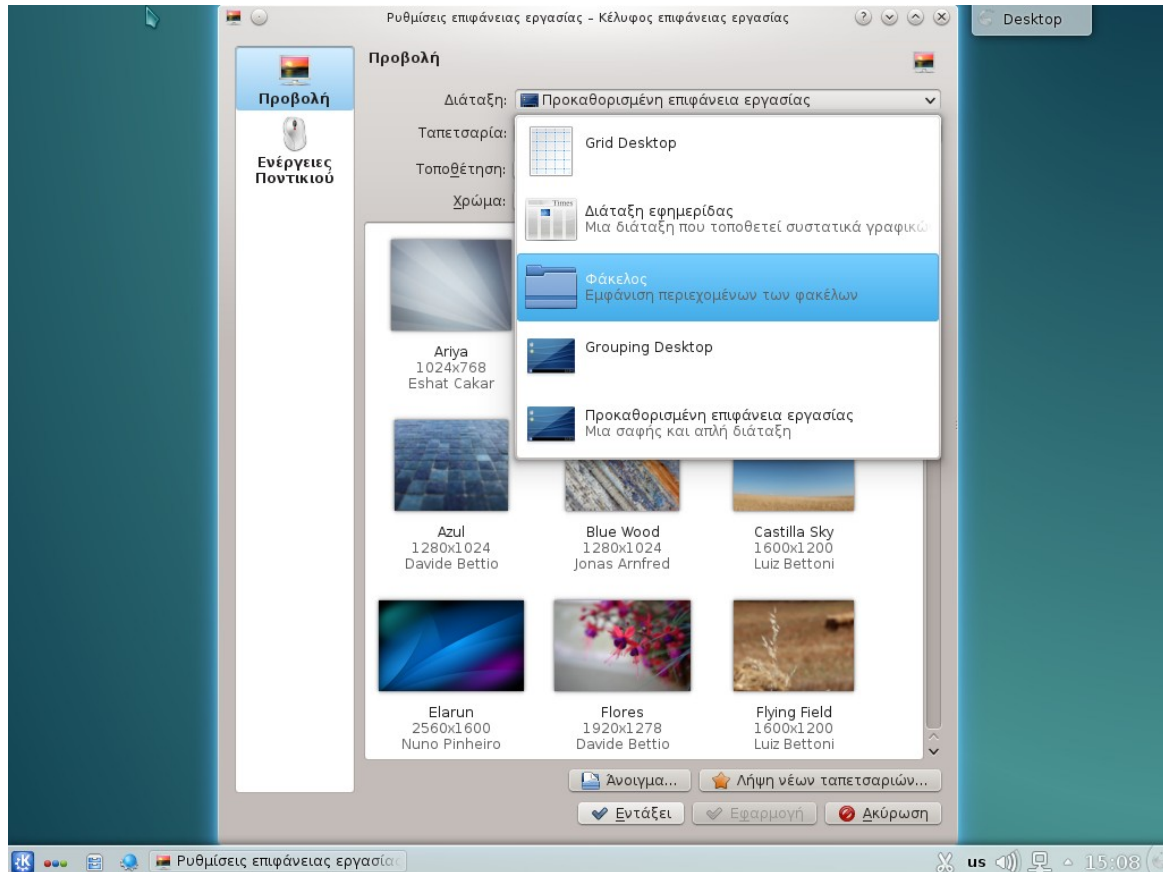 Ρυθμίσεις επιφάνειας εργασίας – Κέλυφος επιφάνειας εργασίας
Desktop
Προβολή
Ενέργειες
Ποντικιού
Προβολή
Διάταξη:
Προκαθορισμένη επιφάνεια εργασίας
Ταπετσαρία:
Τοποθέτηση:
Χρώμα:
Grid Desktop
Times
Διάταξη εφημερίδας
Μια διάταξη που τοποθετεί συστατικά γραφικώ
Φάκελος
Εμφάνιση περιεχομένων των φακέλων
Grouping Desktop
Προκαθορισμένη επιφάνεια εργασίας
Μια σαφής και απλή διάταξη
Ariya
1024x768
Eshat Cakar
Azul
1280x1024
Davide Bettio
Blue Wood
1280x1024
Jonas Arnfred
Castilla Sky
1600x1200
Luiz Bettoni
Elarun
2560x1600
Nuno Pinheiro
Flores
1920x1278
Davide Bettio
Flying Field
1600x1200
Luiz Bettoni
Άνοιγμα...
Λήψη νέων ταπετσαριών...
Εντάξει
Εφαρμογή
Ακύρωση
Ρυθμίσεις επιφάνειας εργασίας
us
15:08